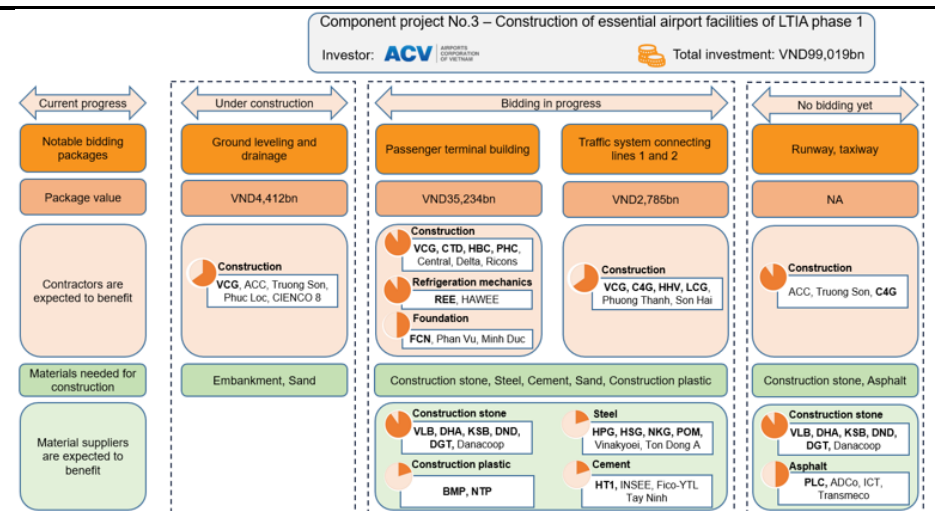 Component project No.3 – Construction of essential airport facilities of LTIA phase 1
Investor: ACV AIRPORTS CORPORATION OF VIETNAM Total investment: VND99,019bn
Current progress
Under construction
Bidding in progress
No bidding yet
Notable bidding
packages
Ground leveling and
drainage
Passenger terminal building
Traffic system connecting
lines 1 and 2
Runway, taxiway
Package value
VND4,412bn
VND35,234bn
VND2,785bn
NA
Contractors are
expected to benefit
Construction
VCG, ACC, Truong Son,
Phuc Loc, CIENCO 8
Construction
VCG, CTD, HBC, PHC,
Central, Delta, Ricons
Refrigeration mechanics
REE, HAWEE
Foundation
FCN, Phan Vu, Minh Duc
Construction
VCG, C4G, HHV, LCG,
Phuong Thanh, Son Hai
Construction
ACC, Truong Son, C4G
Materials needed for
construction
Embankment, Sand
Construction stone, Steel, Cement, Sand, Construction plastic
Construction stone, Asphalt
Material suppliers
are expected to
benefit
Construction stone
VLB, DHA, KSB, DND,
DGT, Danacoop
Construction plastic
BMP, NTP
Steel
HPG, HSG, NKG, POM,
Vinakyoei, Ton Dong A
Cement
HT1, INSEE, Fico-YTL
Tay Ninh
Construction stone
VLB, DHA, KSB, DND,
DGT, Danacoop
Asphalt
PLC, ADCo, ICT,
Transmeco